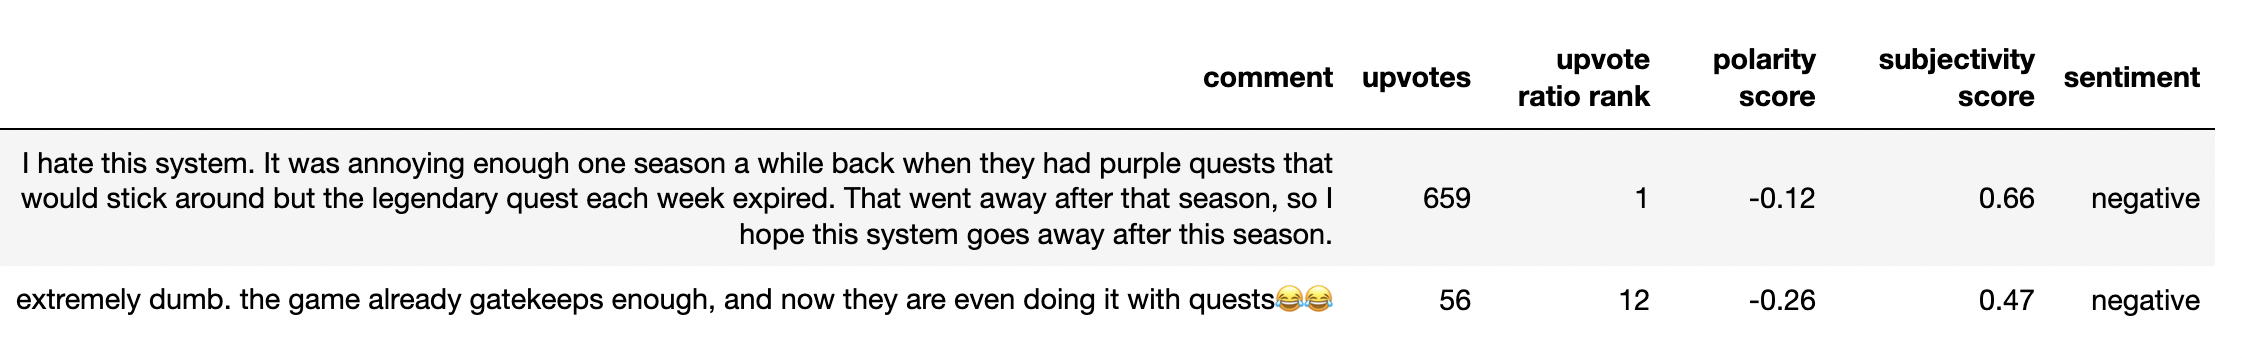 comment upvotes upvote ratio rank polarity score subjectivity score sentiment
I hate this system. It was annoying enough one season a while back when they had purple quests that
would stick around but the legendary quest each week expired. That went away after that season, so I
hope this system goes away after this season.
659 1 -0.12 0.66 negative
extremely dumb. the game already gatekeeps enough, and now they are even doing it with quests😂😂 56 12 -0.26 0.47 negative